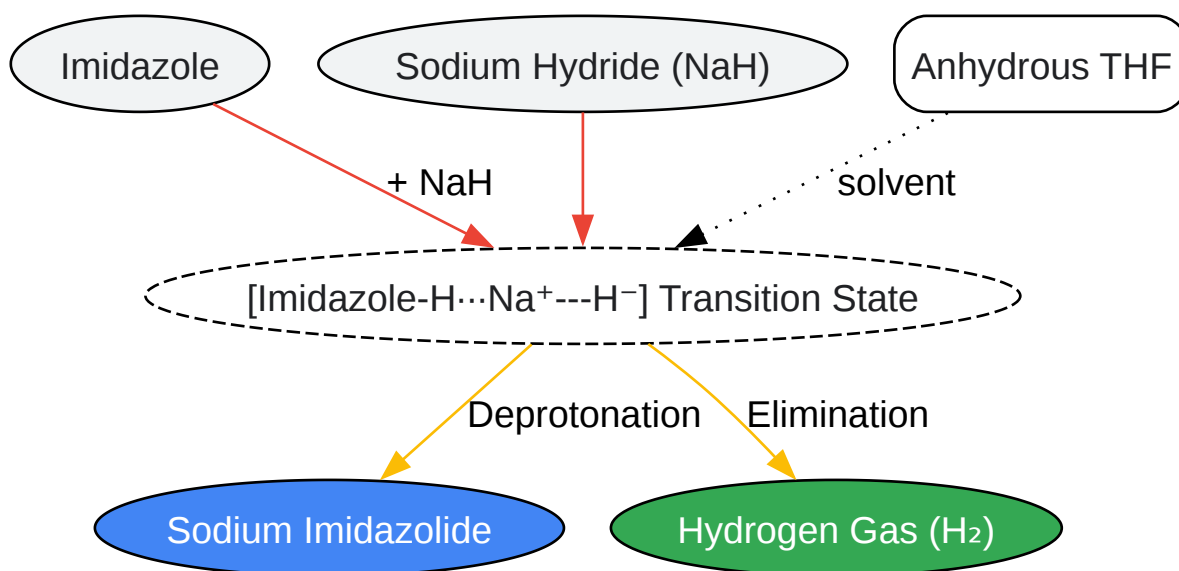 Imidazole
Sodium Hydride (NaH)
Anhydrous THF
+ NaH
solvent
[Imidazole-H···Na⁺---H⁻] Transition State
Deprotonation
Elimination
Sodium Imidazolide
Hydrogen Gas (H₂)